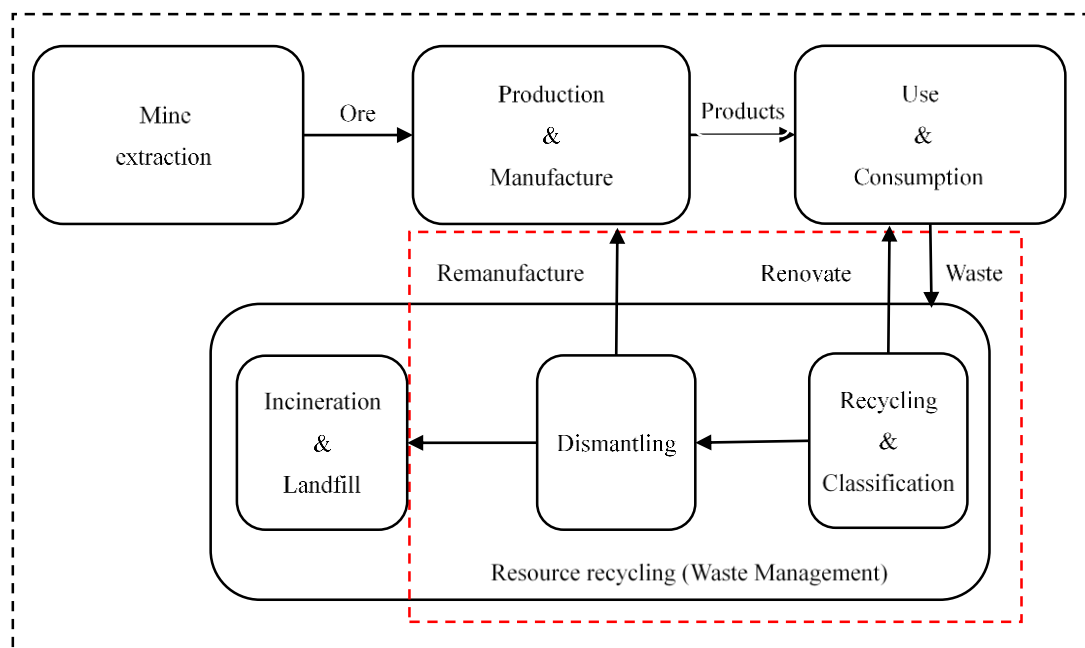 Mine
extraction
Ore
Production
&
Manufacture
Products
Use
&
Consumption
Remanufacture
Renovate
Waste
Incineration
&
Landfill
Dismantling
Recycling
&
Classification
Resource recycling (Waste Management)